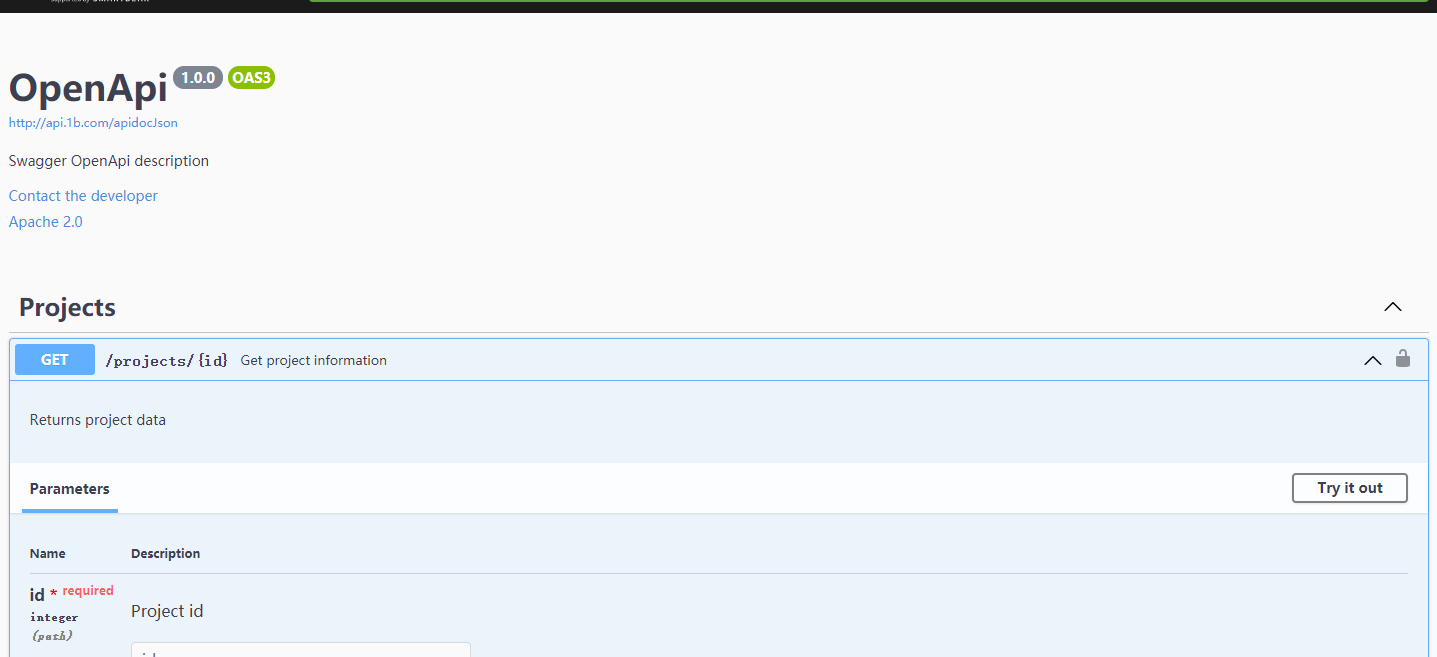 OpenApi 1.0.0 OAS3
http://api.1b.com/apidocJson
Swagger OpenApi description
Contact the developer
Apache 2.0
Projects
GET /projects/{id} Get project information
Returns project data
Parameters Try it out
Name Description
id * required
integer
(path)
Project id